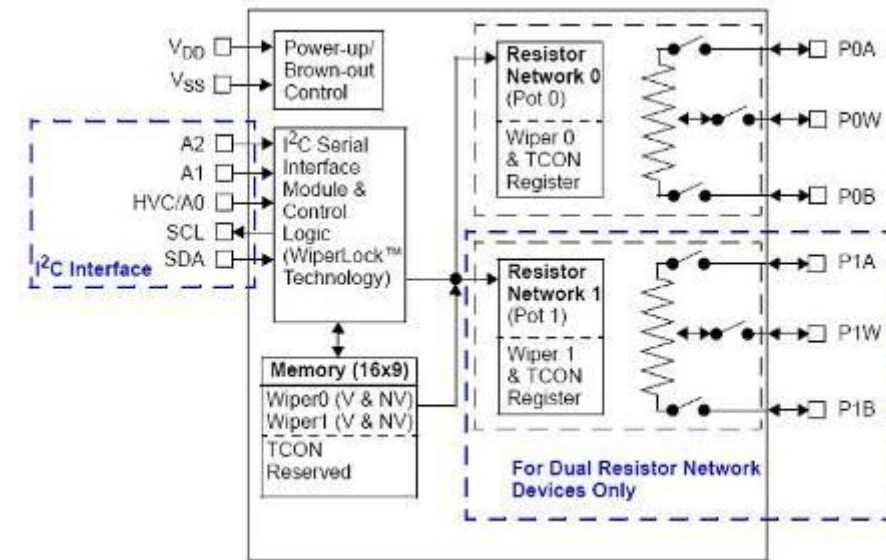 V_DD
V_SS
Power-up/
Brown-out
Control
A2
A1
HVC/A0
SCL
SDA
I²C Interface
I²C Serial
Interface
Module &
Control
Logic
(WiperLock™
Technology)
Memory (16x9)
Wiper0 (V & NV)
Wiper1 (V & NV)
TCON
Reserved
Resistor
Network 0
(Pot 0)
Wiper 0
& TCON
Register
P0A
P0W
P0B
Resistor
Network 1
(Pot 1)
Wiper 1
& TCON
Register
P1A
P1W
P1B
For Dual Resistor Network
Devices Only